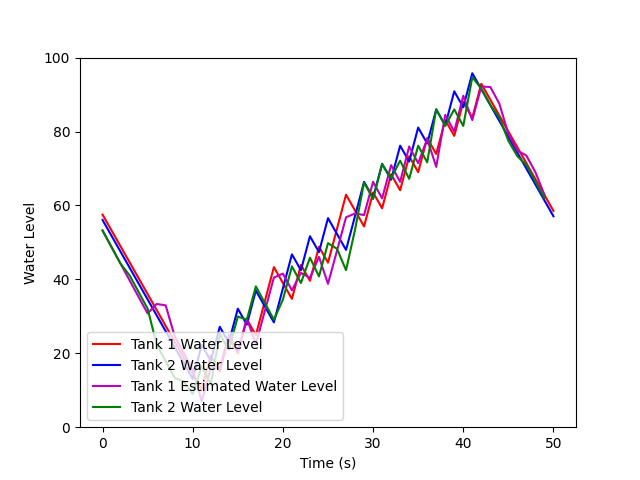 100
80
60
40
20
0
Water Level
Tank 1 Water Level
Tank 2 Water Level
Tank 1 Estimated Water Level
Tank 2 Water Level
0 10 20 30 40 50
Time (s)